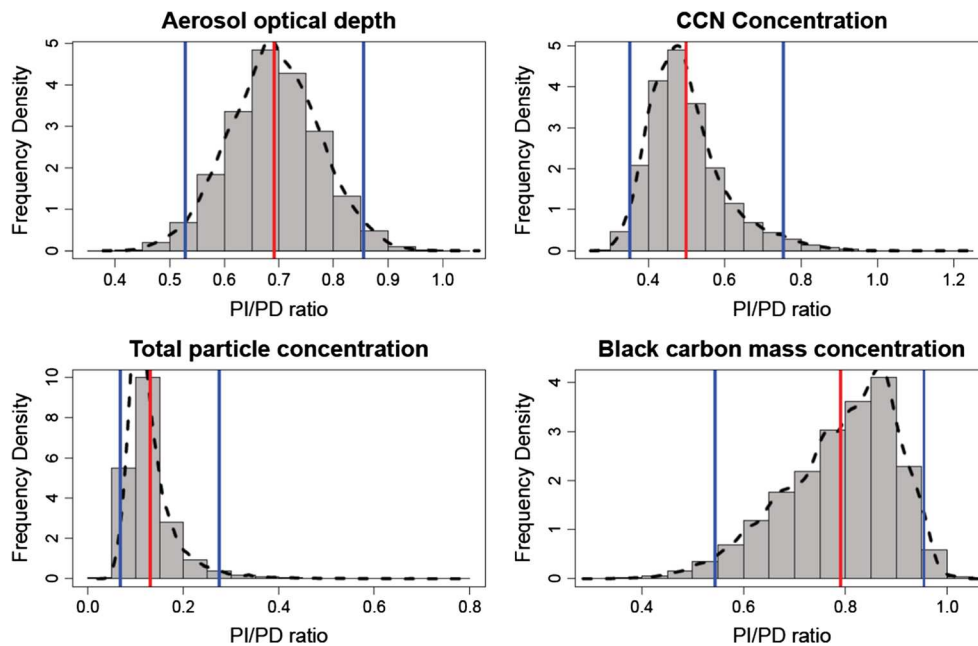 Aerosol optical depth
Frequency Density
5
4
3
2
1
0
0.4 0.5 0.6 0.7 0.8 0.9 1.0
PI/PD ratio
CCN Concentration
Frequency Density
5
4
3
2
1
0
0.4 0.6 0.8 1.0 1.2
PI/PD ratio
Total particle concentration
Frequency Density
10
8
6
4
2
0
0.0 0.2 0.4 0.6 0.8
PI/PD ratio
Black carbon mass concentration
Frequency Density
4
3
2
1
0
0.4 0.6 0.8 1.0
PI/PD ratio